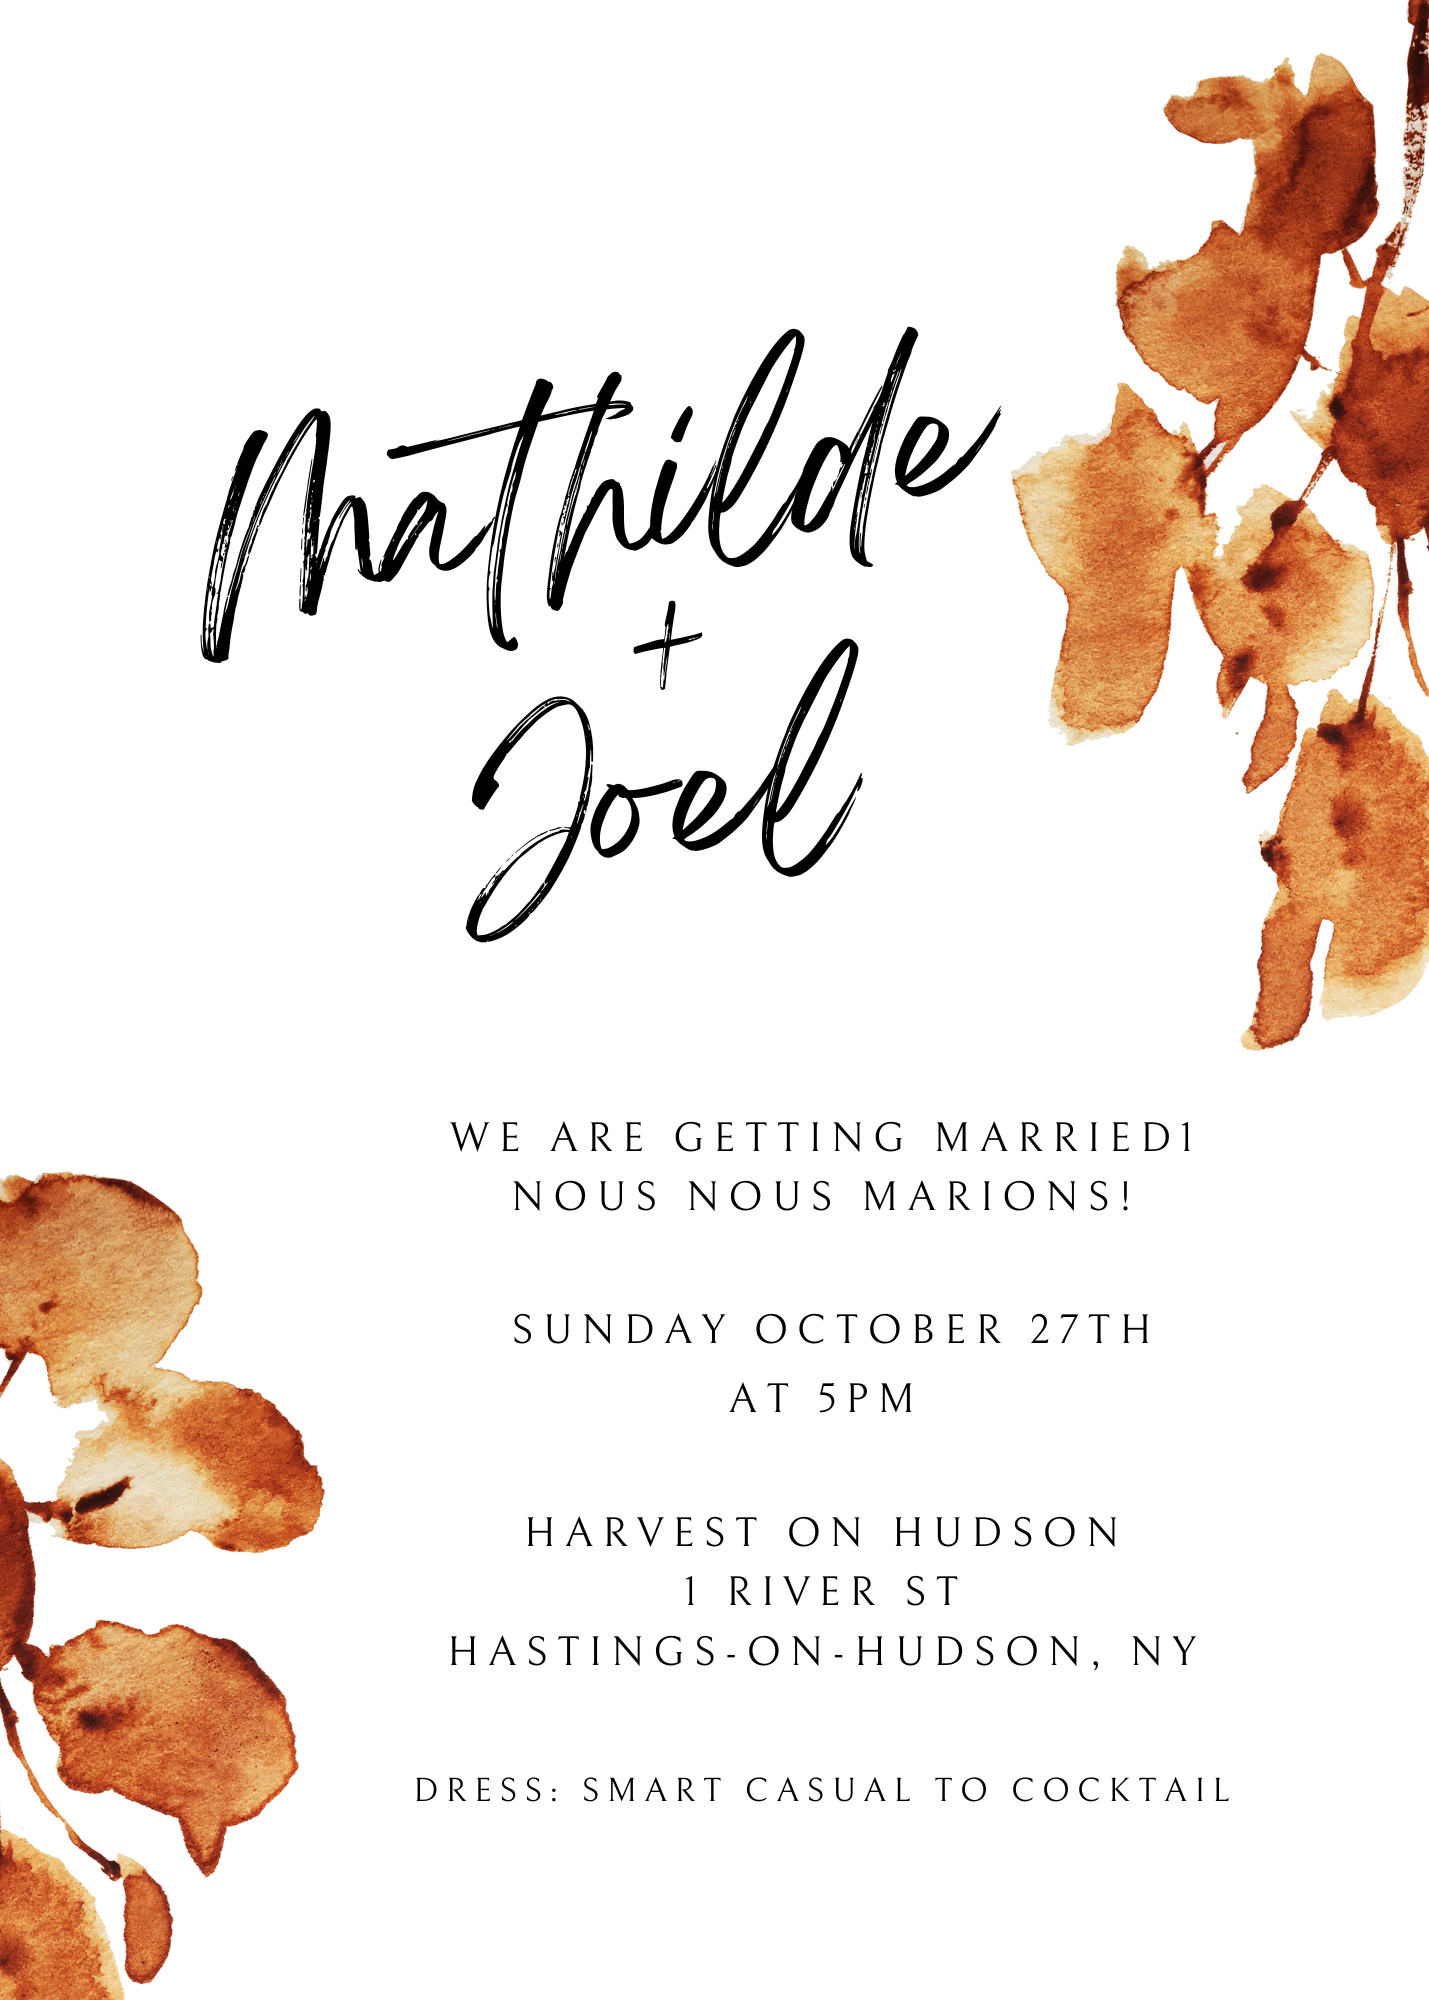 Mathilde
+
Joel
WE ARE GETTING MARRIED1
NOUS NOUS MARIONS!
SUNDAY OCTOBER 27TH
AT 5PM
HARVEST ON HUDSON
1 RIVER ST
HASTINGS-ON-HUDSON, NY
DRESS: SMART CASUAL TO COCKTAIL